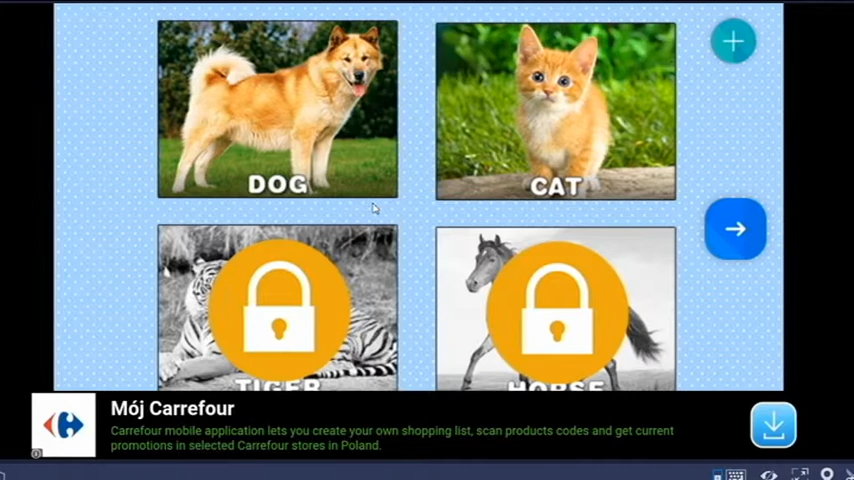 DOG
CAT
TIGER
HORSE
Mój Carrefour
Carrefour mobile application lets you create your own shopping list, scan products codes and get current
promotions in selected Carrefour stores in Poland.